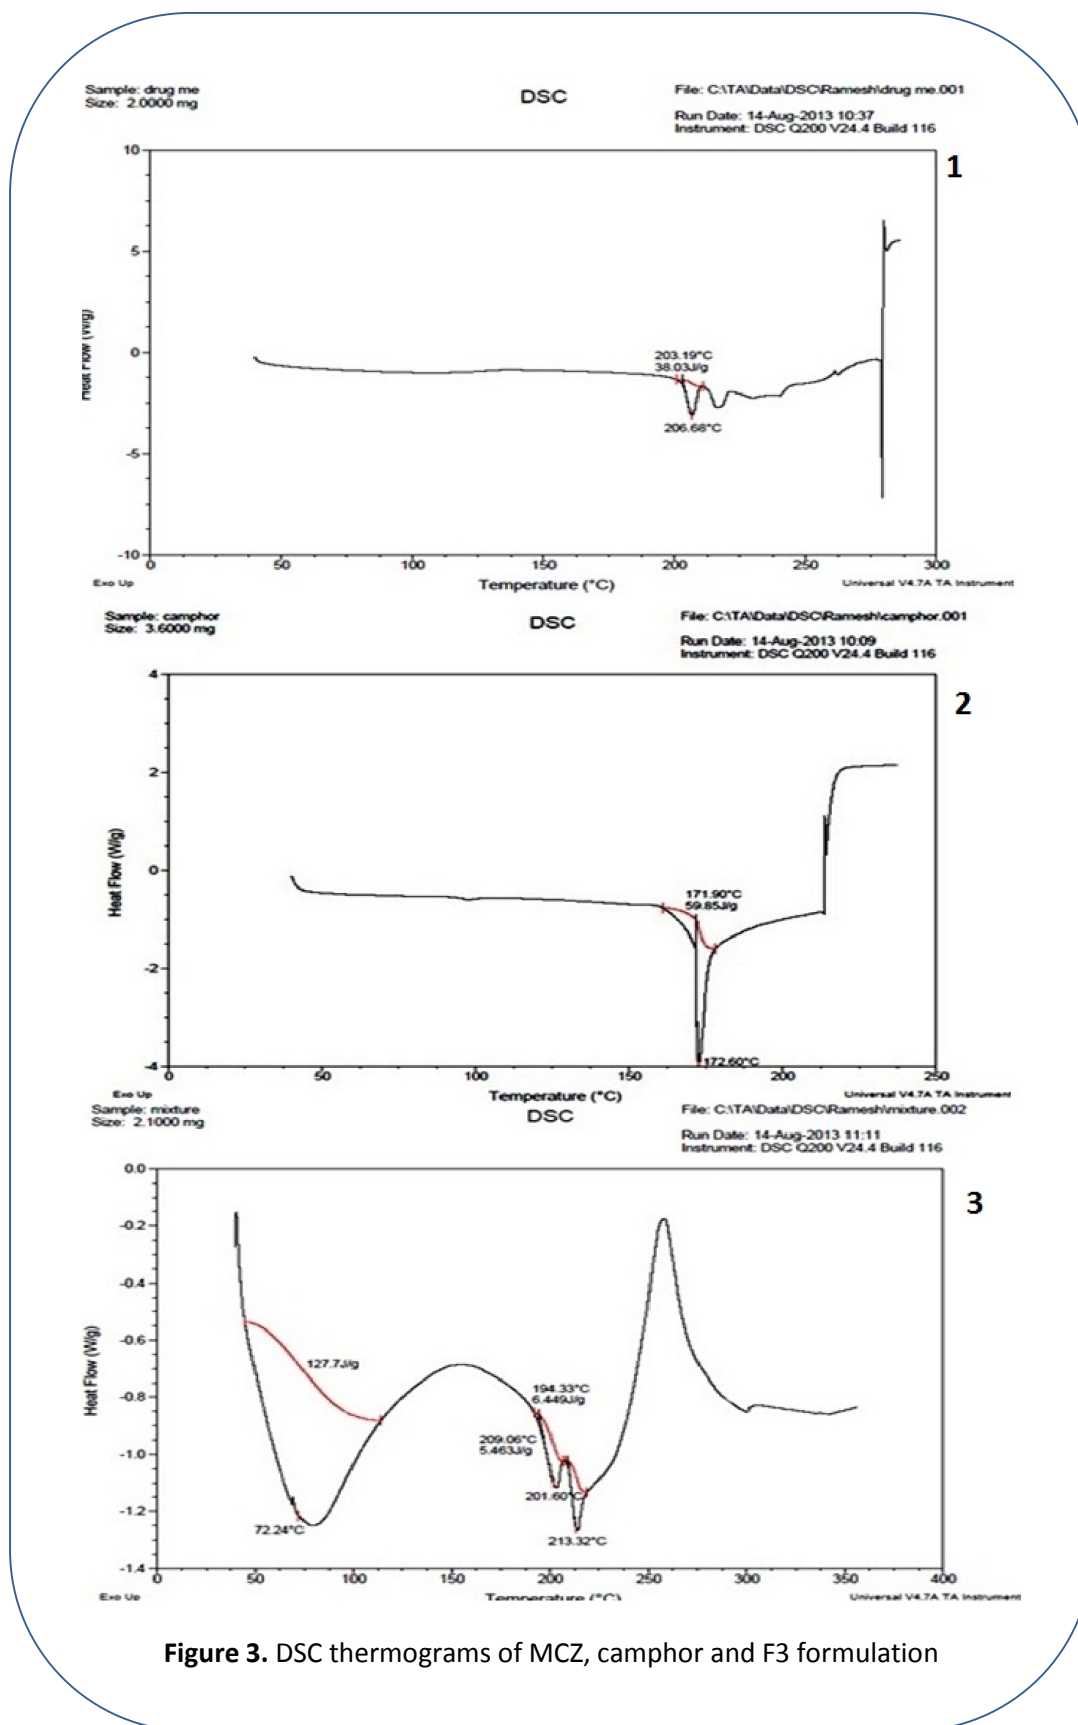 Sample: drug me
Size: 2.0000 mg
DSC
File: C:\TA\Data\DSC\Ramesh\drug me.001
Run Date: 14-Aug-2013 10:37
Instrument: DSC Q200 V24.4 Build 116
1
10
5
0
-5
-10
Heat Flow (W/g)
203.19°C
38.03J/g
206.68°C
0
50
100
150
200
250
300
Exo Up
Temperature (°C)
Universal V4.7A TA Instrument
Sample: camphor
Size: 3.6000 mg
DSC
File: C:\TA\Data\DSC\Ramesh\camphor.001
Run Date: 14-Aug-2013 10:09
Instrument: DSC Q200 V24.4 Build 116
2
4
2
0
-2
-4
Heat Flow (W/g)
171.90°C
59.85J/g
172.60°C
0
50
100
150
200
250
Exo Up
Temperature (°C)
Universal V4.7A TA Instrument
Sample: mixture
Size: 2.1000 mg
DSC
File: C:\TA\Data\DSC\Ramesh\mixture.002
Run Date: 14-Aug-2013 11:11
Instrument: DSC Q200 V24.4 Build 116
3
0.0
-0.2
-0.4
-0.6
-0.8
-1.0
-1.2
-1.4
Heat Flow (W/g)
127.7J/g
194.33°C
6.449J/g
209.06°C
5.463J/g
201.60°C
72.24°C
213.32°C
0
50
100
150
200
250
300
350
400
Exo Up
Temperature (°C)
Universal V4.7A TA Instrument
Figure 3. DSC thermograms of MCZ, camphor and F3 formulation